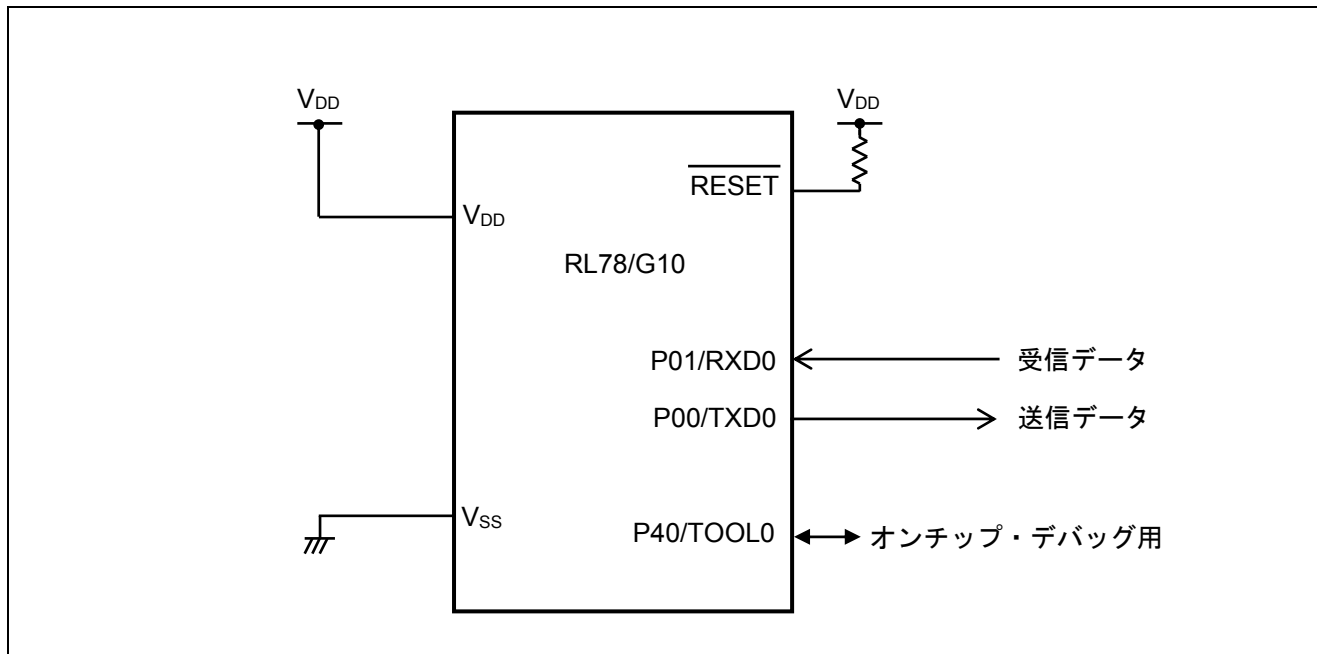 VDD
VDD
RESET
VDD
RL78/G10
P01/RXD0
受信データ
P00/TXD0
送信データ
VSS
P40/TOOL0
オンチップ・デバッグ用